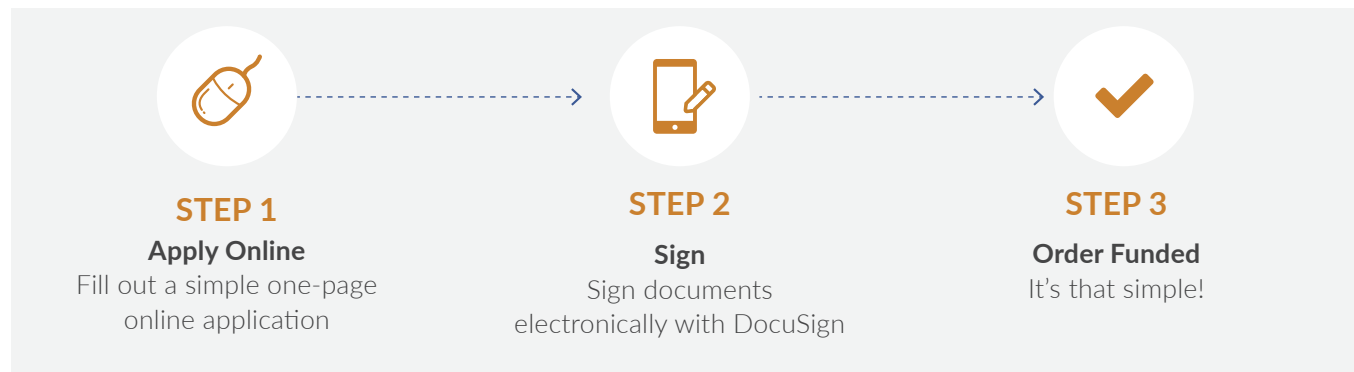 STEP 1
Apply Online
Fill out a simple one-page
online application
STEP 2
Sign
Sign documents
electronically with DocuSign
STEP 3
Order Funded
It’s that simple!